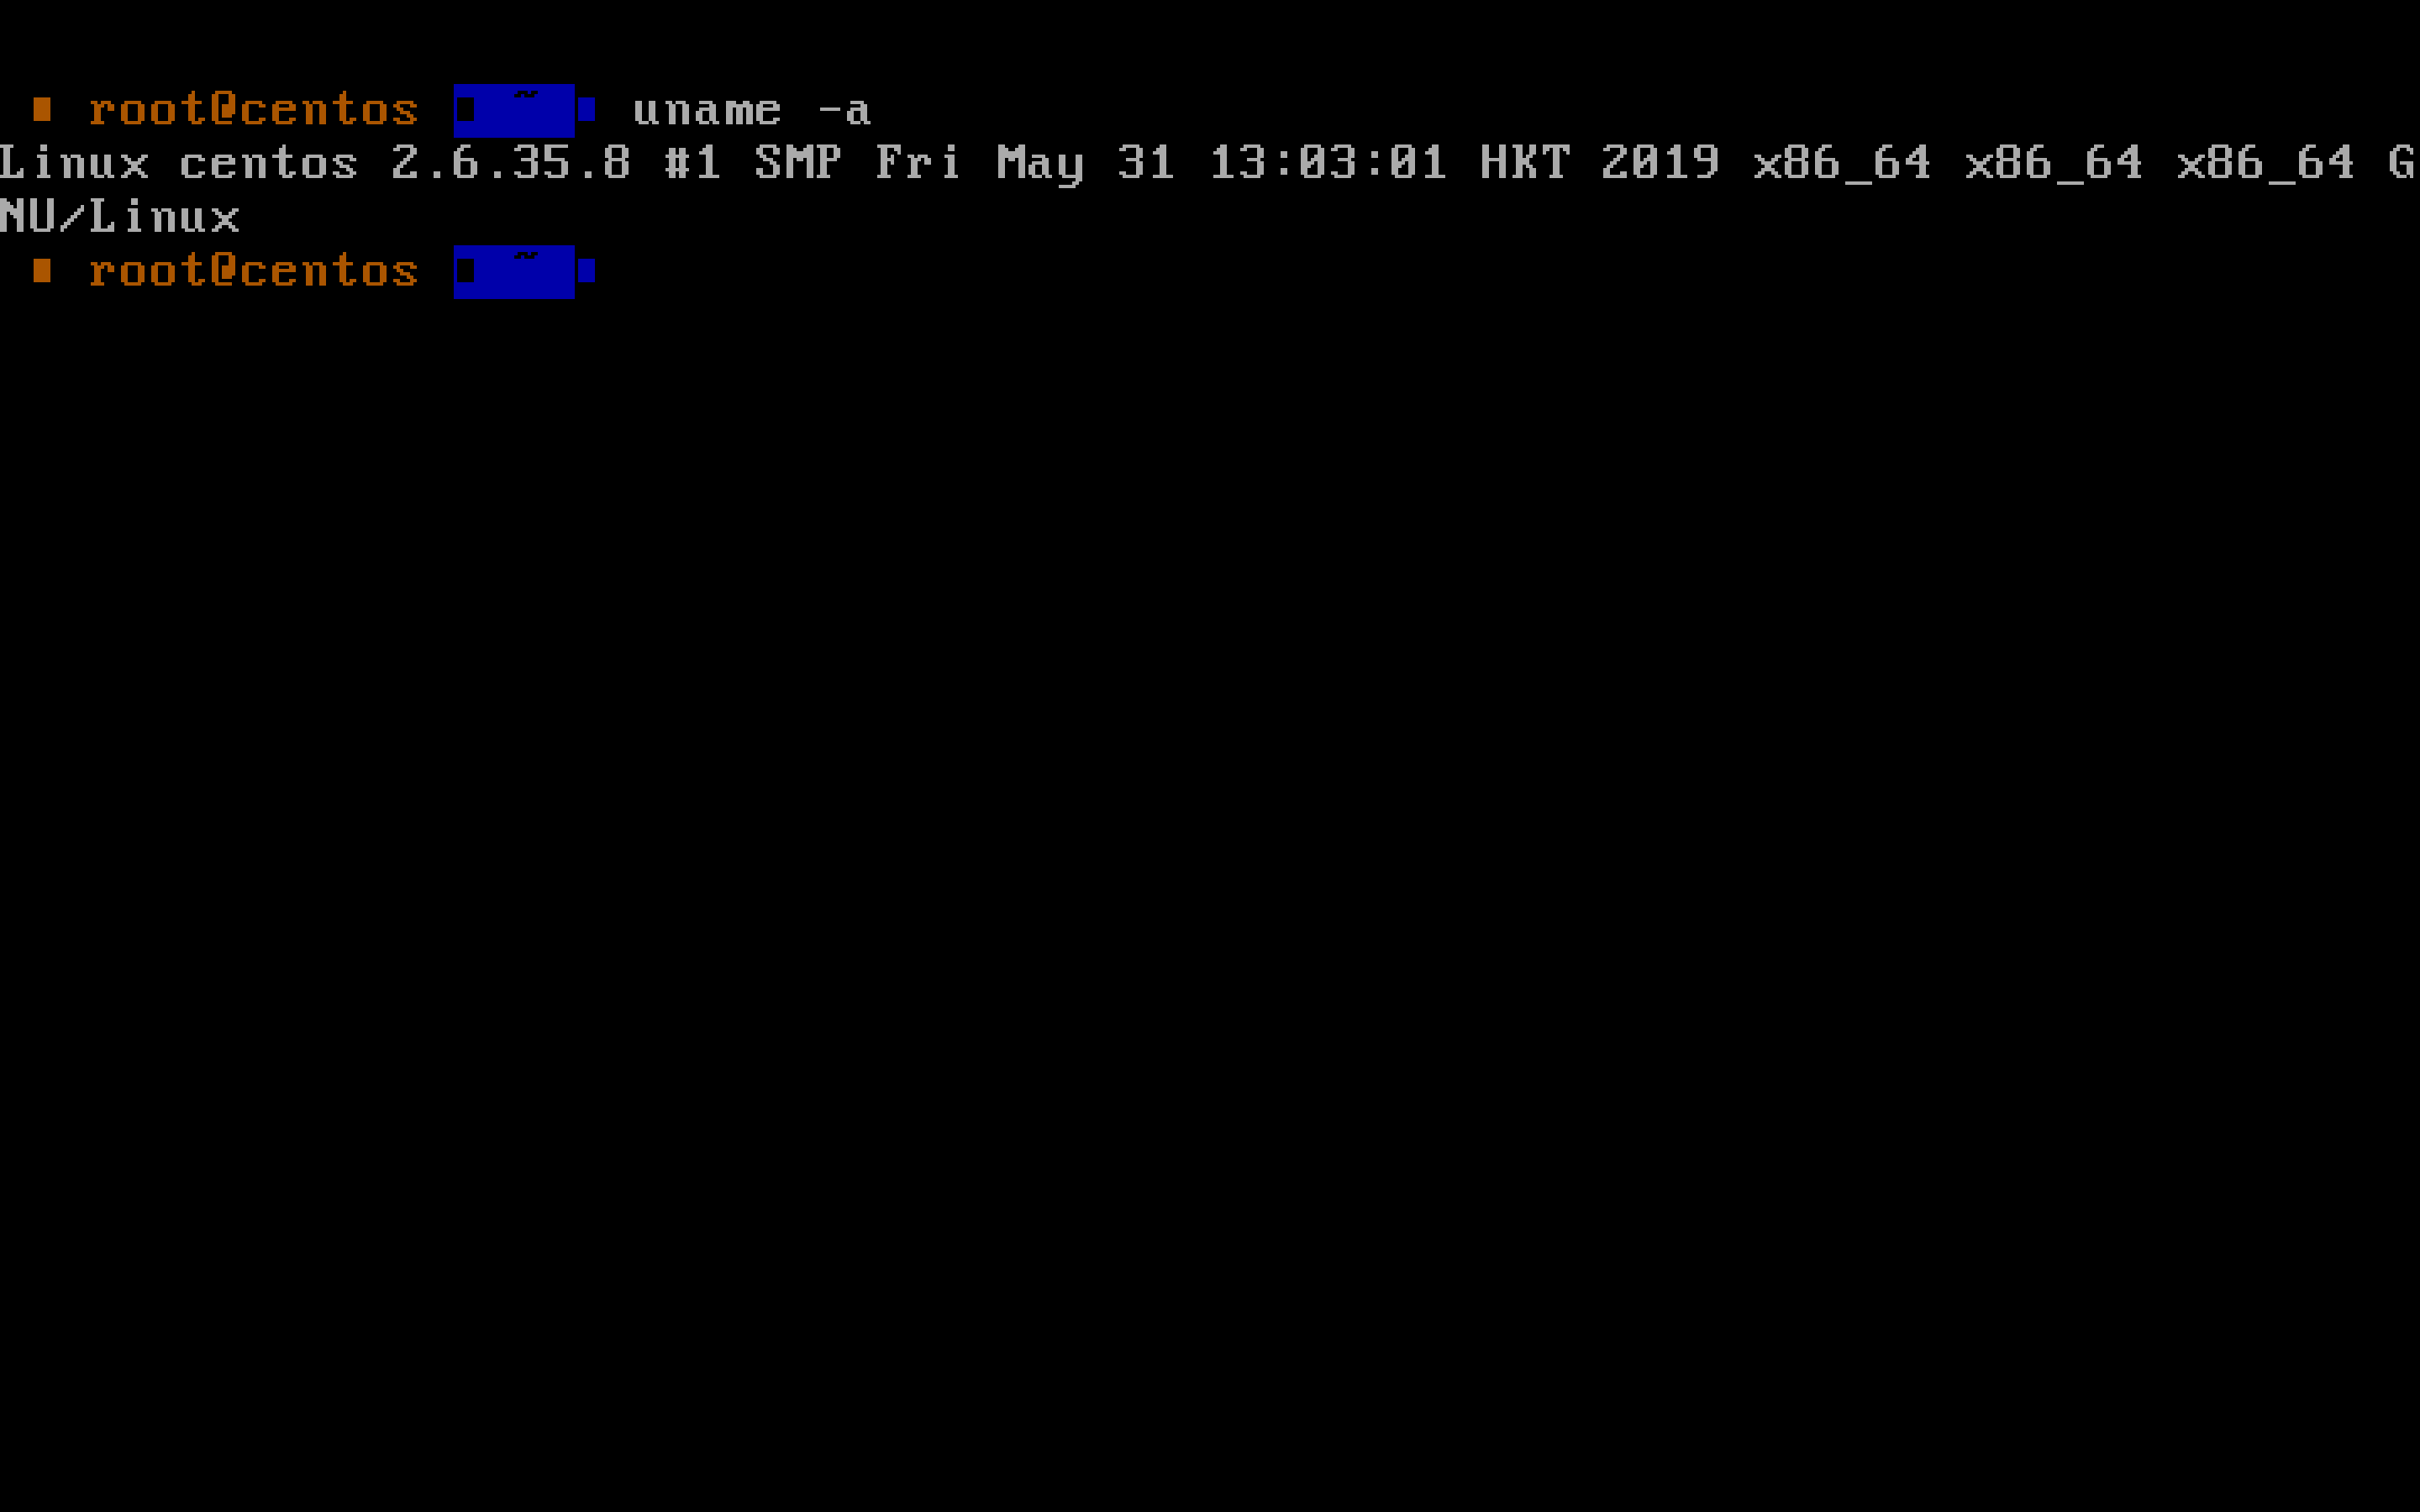 root@centos ~ uname -a
Linux centos 2.6.35.8 #1 SMP Fri May 31 13:03:01 HKT 2019 x86_64 x86_64 x86_64 G
NU/Linux
root@centos ~